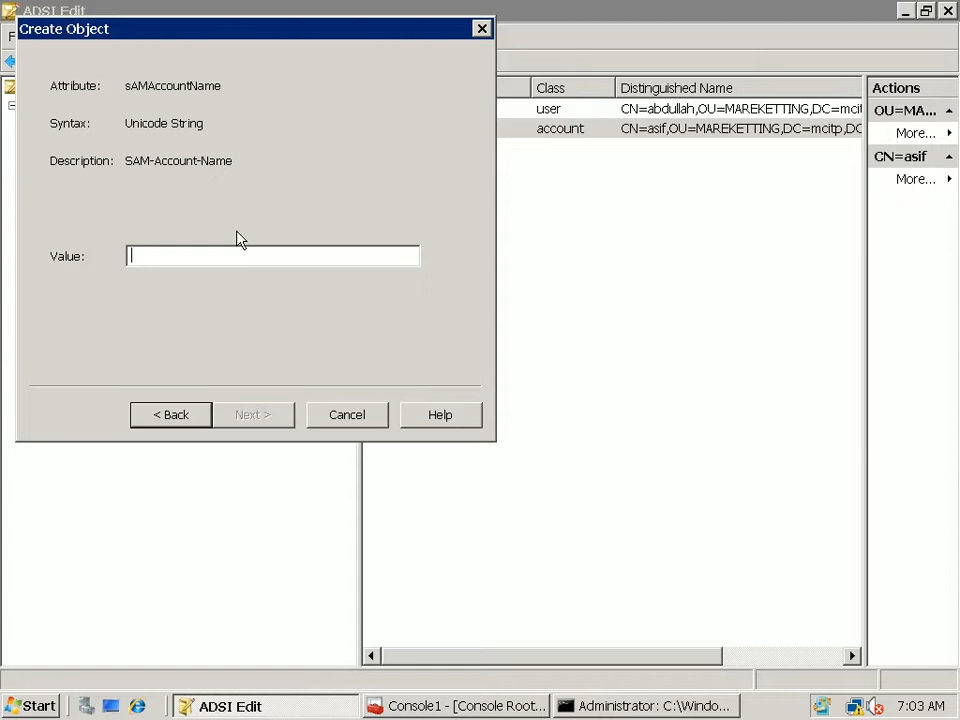 ADSI Edit
Create Object
Attribute: sAMAccountName
Syntax: Unicode String
Description: SAM-Account-Name
Value:
< Back
Next >
Cancel
Help
Class
Distinguished Name
user
CN=abdullah,OU=MAREKETTING,DC=mcit
account
CN=asif,OU=MAREKETTING,DC=mcitp,DC
Actions
OU=MA...
More...
CN=asif
More...
Start
ADSI Edit
Console1 - [Console Root...
Administrator: C:\Windo...
7:03 AM